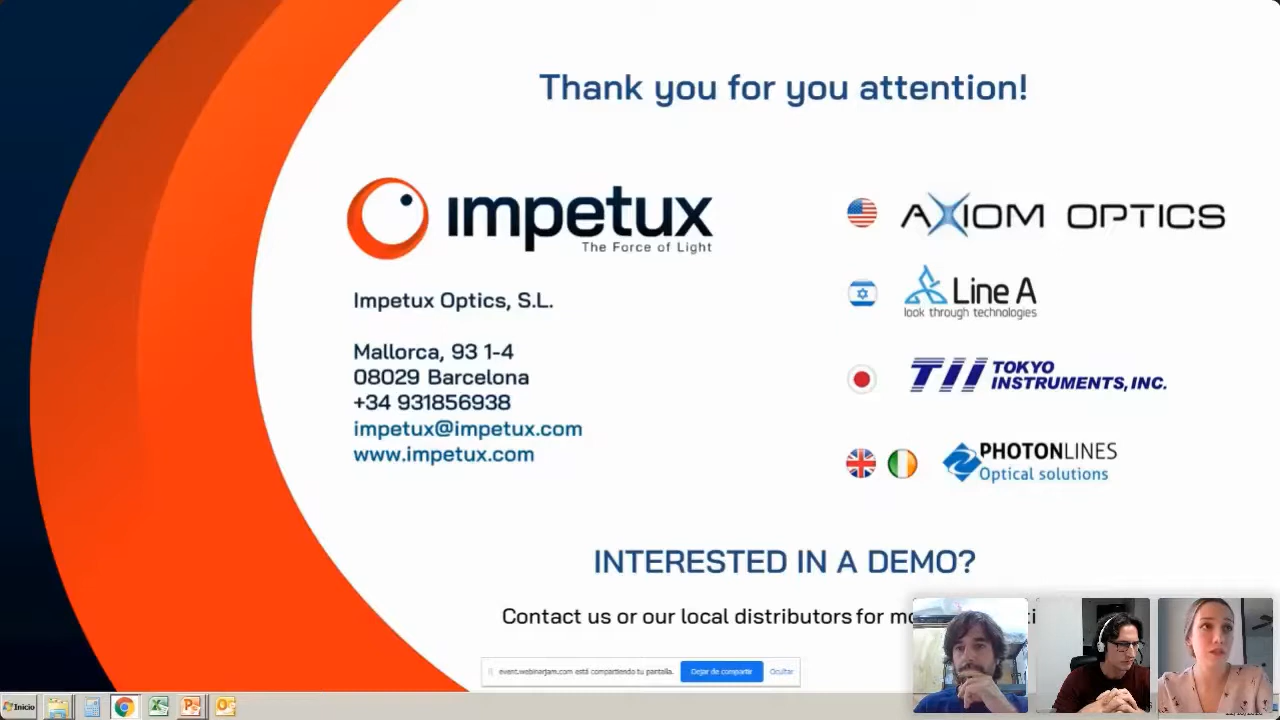 Thank you for you attention!
impetux
The Force of Light
Impetux Optics, S.L.
Mallorca, 93 1-4
08029 Barcelona
+34 931856938
impetux@impetux.com
www.impetux.com
AXIOM OPTICS
Line A
look through technologies
TII TOKYO
INSTRUMENTS, INC.
PHOTONLINES
Optical solutions
INTERESTED IN A DEMO?
Contact us or our local distributors for
event.webinarjam.com está compartiendo tu pantalla.
Dejar de compartir
Ocultar
Inicio